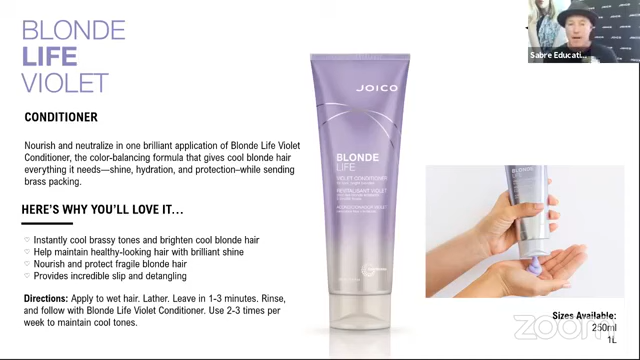 BLONDE
LIFE
VIOLET
CONDITIONER
Nourish and neutralize in one brilliant application of Blonde Life Violet
Conditioner, the color-balancing formula that gives cool blonde hair
everything it needs—shine, hydration, and protection–while sending
brass packing.
HERE'S WHY YOU'LL LOVE IT…
Instantly cool brassy tones and brighten cool blonde hair
Help maintain healthy-looking hair with brilliant shine
Nourish and protect fragile blonde hair
Provides incredible slip and detangling
Directions: Apply to wet hair. Lather. Leave in 1-3 minutes. Rinse,
and follow with Blonde Life Violet Conditioner. Use 2-3 times per
week to maintain cool tones.
JOICO
BLONDE
LIFE
VIOLET CONDITIONER
Sabre Educati...
Sizes Available:
250ml
1L
zoom